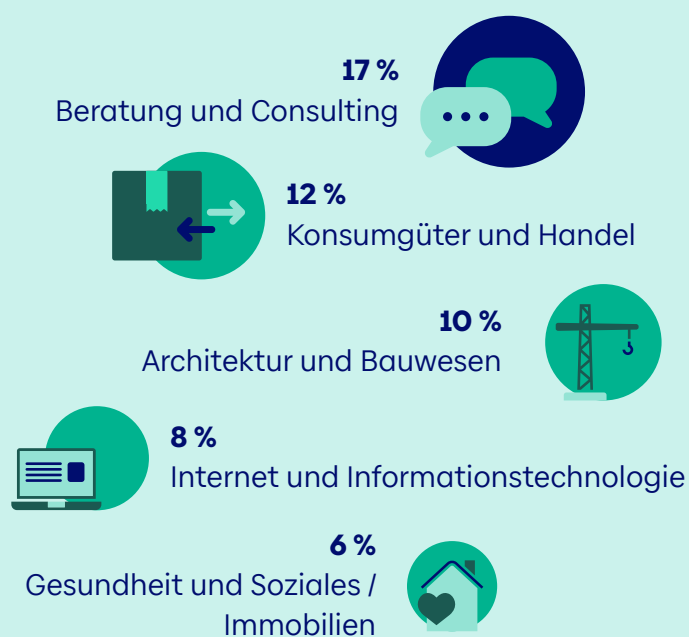 17 %
Beratung und Consulting
12 %
Konsumgüter und Handel
10 %
Architektur und Bauwesen
8 %
Internet und Informationstechnologie
6 %
Gesundheit und Soziales /
Immobilien